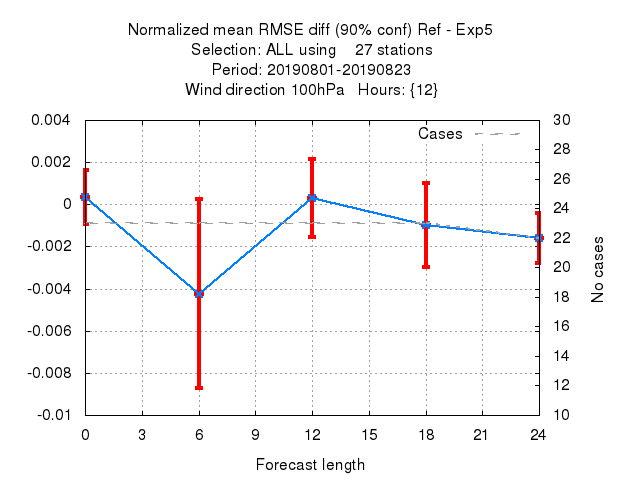 Normalized mean RMSE diff (90% conf) Ref - Exp5
Selection: ALL using    27 stations
Period: 20190801-20190823
Wind direction 100hPa   Hours: {12}
Cases
0.004
0.002
0
-0.002
-0.004
-0.006
-0.008
-0.01
30
28
26
24
22
20
18
16
14
12
10
No cases
0 3 6 9 12 15 18 21 24
Forecast length